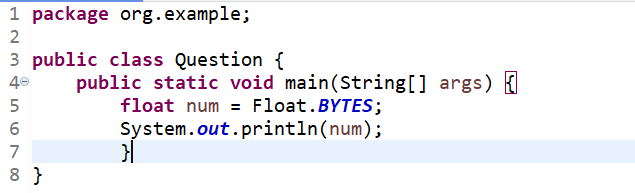 1 package org.example;
2
3 public class Question {
4 public static void main(String[] args) {
5 float num = Float.BYTES;
6 System.out.println(num);
7 }
8 }